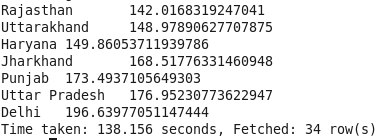 Rajasthan	142.0168319247041
Uttarakhand	148.97890627707875
Haryana	149.86053711939786
Jharkhand	168.51776331460948
Punjab	173.4937105649303
Uttar Pradesh	176.95230773622947
Delhi	196.63977051147444
Time taken: 138.156 seconds, Fetched: 34 row(s)